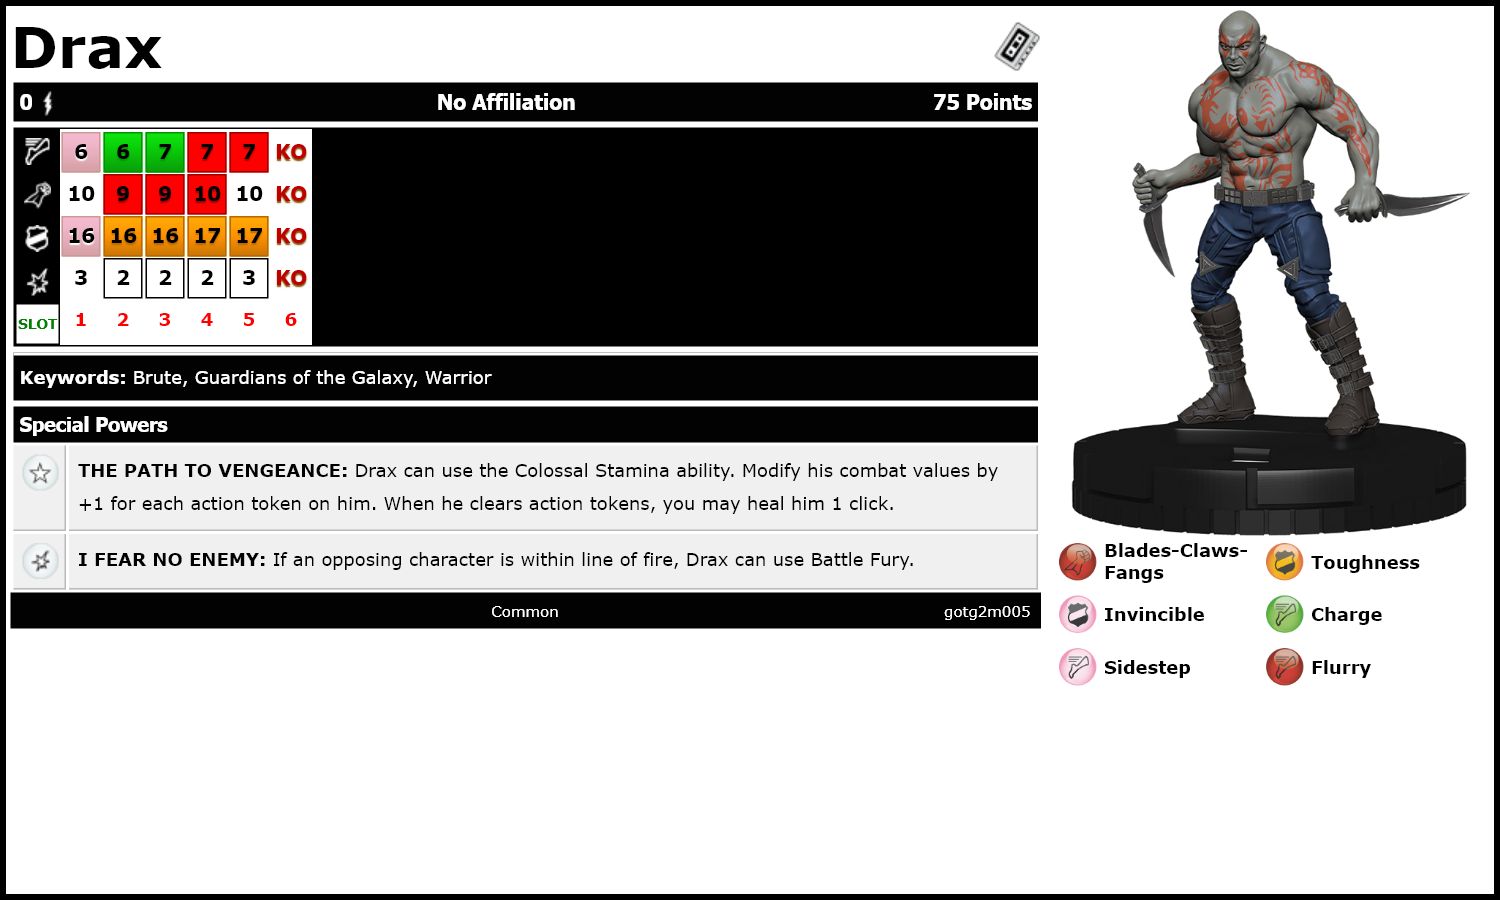 Drax
0 No Affiliation 75 Points
6 6 7 7 7 KO
10 9 9 10 10 KO
16 16 16 17 17 KO
3 2 2 2 3 KO
SLOT 1 2 3 4 5 6
Keywords: Brute, Guardians of the Galaxy, Warrior
Special Powers
THE PATH TO VENGEANCE: Drax can use the Colossal Stamina ability. Modify his combat values by
+1 for each action token on him. When he clears action tokens, you may heal him 1 click.
I FEAR NO ENEMY: If an opposing character is within line of fire, Drax can use Battle Fury.
Common gotg2m005
Blades-Claws-
Fangs
Toughness
Invincible
Charge
Sidestep
Flurry